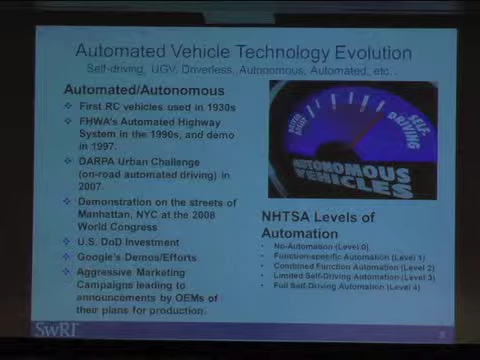 Automated Vehicle Technology Evolution
Self-driving, UGV, Driverless, Autonomous, Automated, etc..
Automated/Autonomous
First RC vehicles used in 1930s
FHWA's Automated Highway
System in the 1990s, and demo
in 1997.
DARPA Urban Challenge
(on-road automated driving) in
2007.
Demonstration on the streets of
Manhattan, NYC at the 2008
World Congress
U.S. DoD Investment
Google's Demos/Efforts
Aggressive Marketing
Campaigns leading to
announcements by OEMs of
their plans for production.
DRIVER
SELF-
DRIVING
AUTONOMOUS
VEHICLES
NHTSA Levels of
Automation
No-Automation (Level 0)
Function-specific Automation (Level 1)
Combined Function Automation (Level 2)
Limited Self-Driving Automation (Level 3)
Full Self-Driving Automation (Level 4)
SwRI